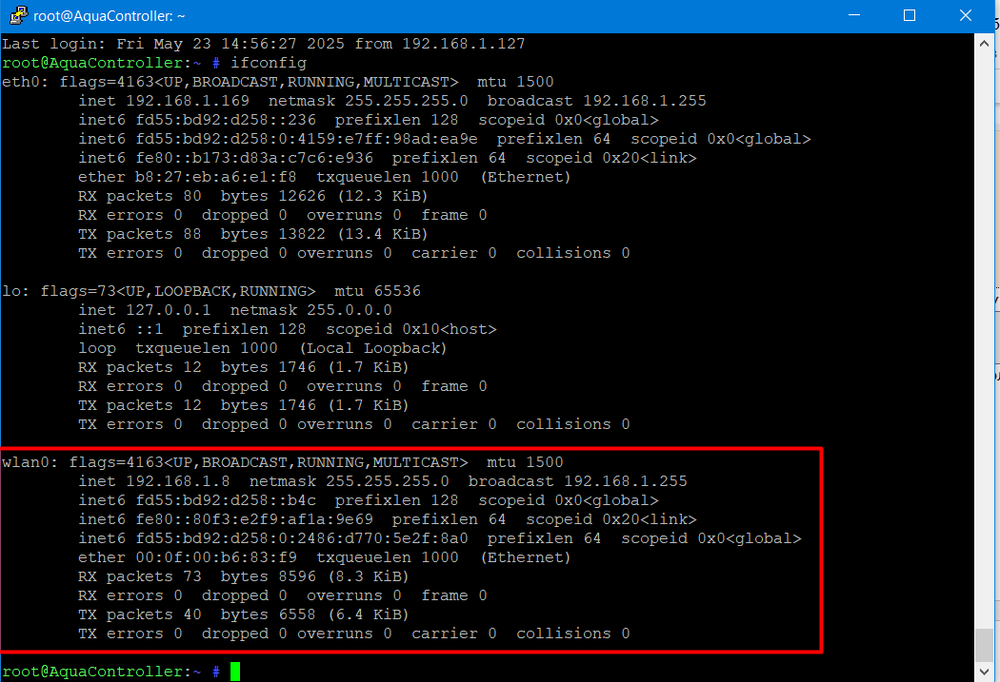 root@AquaController: ~
Last login: Fri May 23 14:56:27 2025 from 192.168.1.127
root@AquaController:~ # ifconfig
eth0: flags=4163<UP,BROADCAST,RUNNING,MULTICAST>  mtu 1500
        inet 192.168.1.169  netmask 255.255.255.0  broadcast 192.168.1.255
        inet6 fd55:bd92:d258::236  prefixlen 128  scopeid 0x0<global>
        inet6 fd55:bd92:d258:0:4159:e7ff:98ad:ea9e  prefixlen 64  scopeid 0x0<global>
        inet6 fe80::b173:d83a:c7c6:e936  prefixlen 64  scopeid 0x20<link>
        ether b8:27:eb:a6:e1:f8  txqueuelen 1000  (Ethernet)
        RX packets 80  bytes 12626 (12.3 KiB)
        RX errors 0  dropped 0  overruns 0  frame 0
        TX packets 88  bytes 13822 (13.4 KiB)
        TX errors 0  dropped 0 overruns 0  carrier 0  collisions 0

lo: flags=73<UP,LOOPBACK,RUNNING>  mtu 65536
        inet 127.0.0.1  netmask 255.0.0.0
        inet6 ::1  prefixlen 128  scopeid 0x10<host>
        loop  txqueuelen 1000  (Local Loopback)
        RX packets 12  bytes 1746 (1.7 KiB)
        RX errors 0  dropped 0  overruns 0  frame 0
        TX packets 12  bytes 1746 (1.7 KiB)
        TX errors 0  dropped 0 overruns 0  carrier 0  collisions 0

wlan0: flags=4163<UP,BROADCAST,RUNNING,MULTICAST>  mtu 1500
        inet 192.168.1.8  netmask 255.255.255.0  broadcast 192.168.1.255
        inet6 fd55:bd92:d258::b4c  prefixlen 128  scopeid 0x0<global>
        inet6 fe80::80f3:e2f9:af1a:9e69  prefixlen 64  scopeid 0x20<link>
        inet6 fd55:bd92:d258:0:2486:d770:5e2f:8a0  prefixlen 64  scopeid 0x0<global>
        ether 00:0f:00:b6:83:f9  txqueuelen 1000  (Ethernet)
        RX packets 73  bytes 8596 (8.3 KiB)
        RX errors 0  dropped 0  overruns 0  frame 0
        TX packets 40  bytes 6558 (6.4 KiB)
        TX errors 0  dropped 0 overruns 0  carrier 0  collisions 0

root@AquaController:~ #